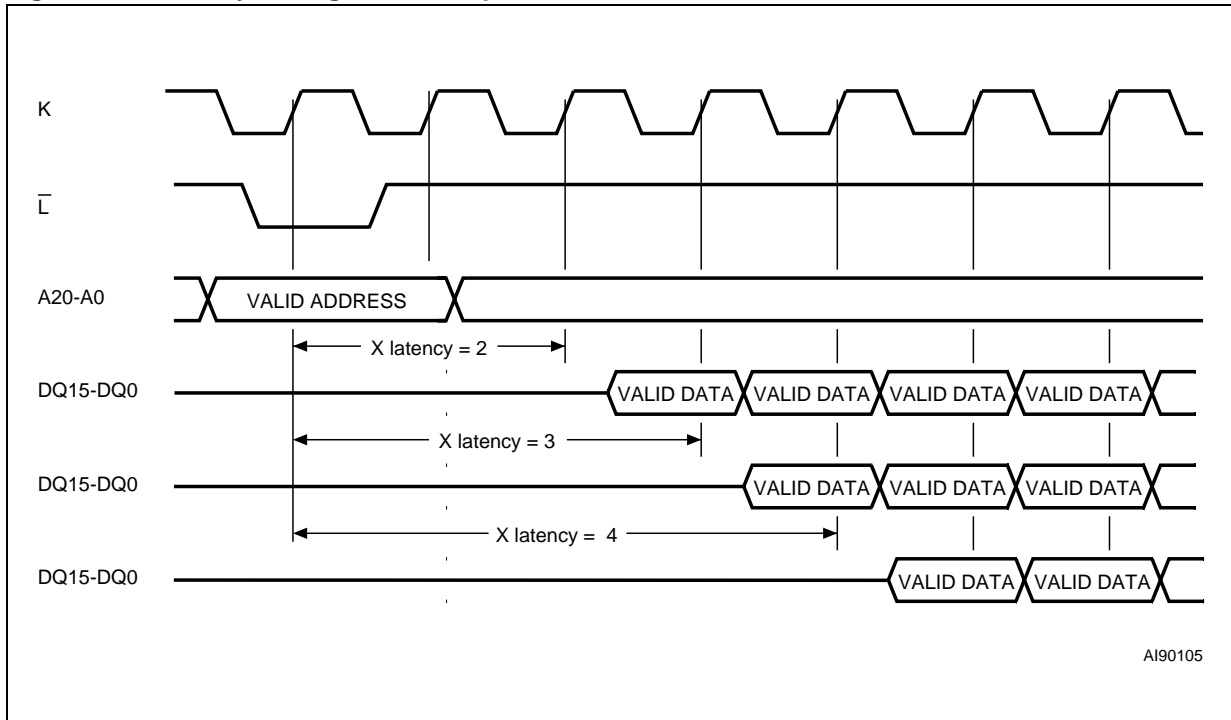 K
L̅
A20-A0
VALID ADDRESS
X latency = 2
DQ15-DQ0
VALID DATA VALID DATA VALID DATA VALID DATA
X latency = 3
DQ15-DQ0
VALID DATA VALID DATA VALID DATA
X latency = 4
DQ15-DQ0
VALID DATA VALID DATA
AI90105